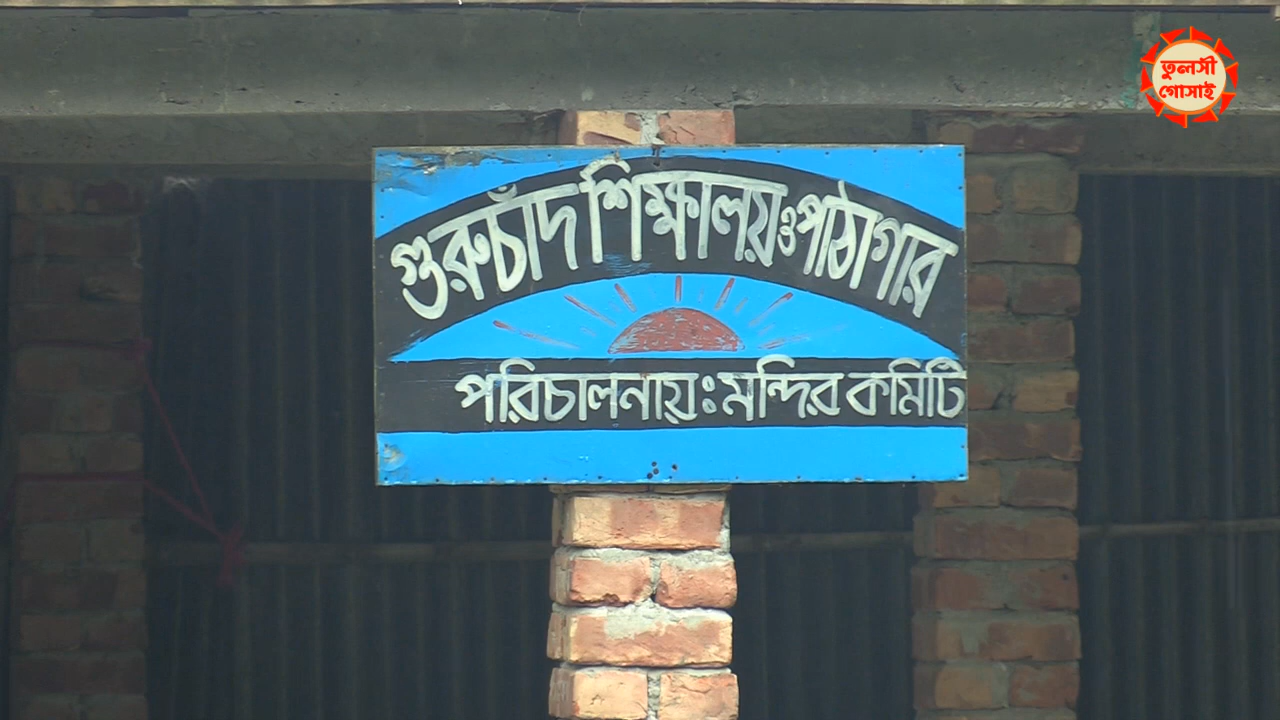 তুলসী
গোসাই
গুরুচাঁদ শিক্ষালয় ও পাঠাগার
পরিচালনায়ঃ মন্দির কমিটি